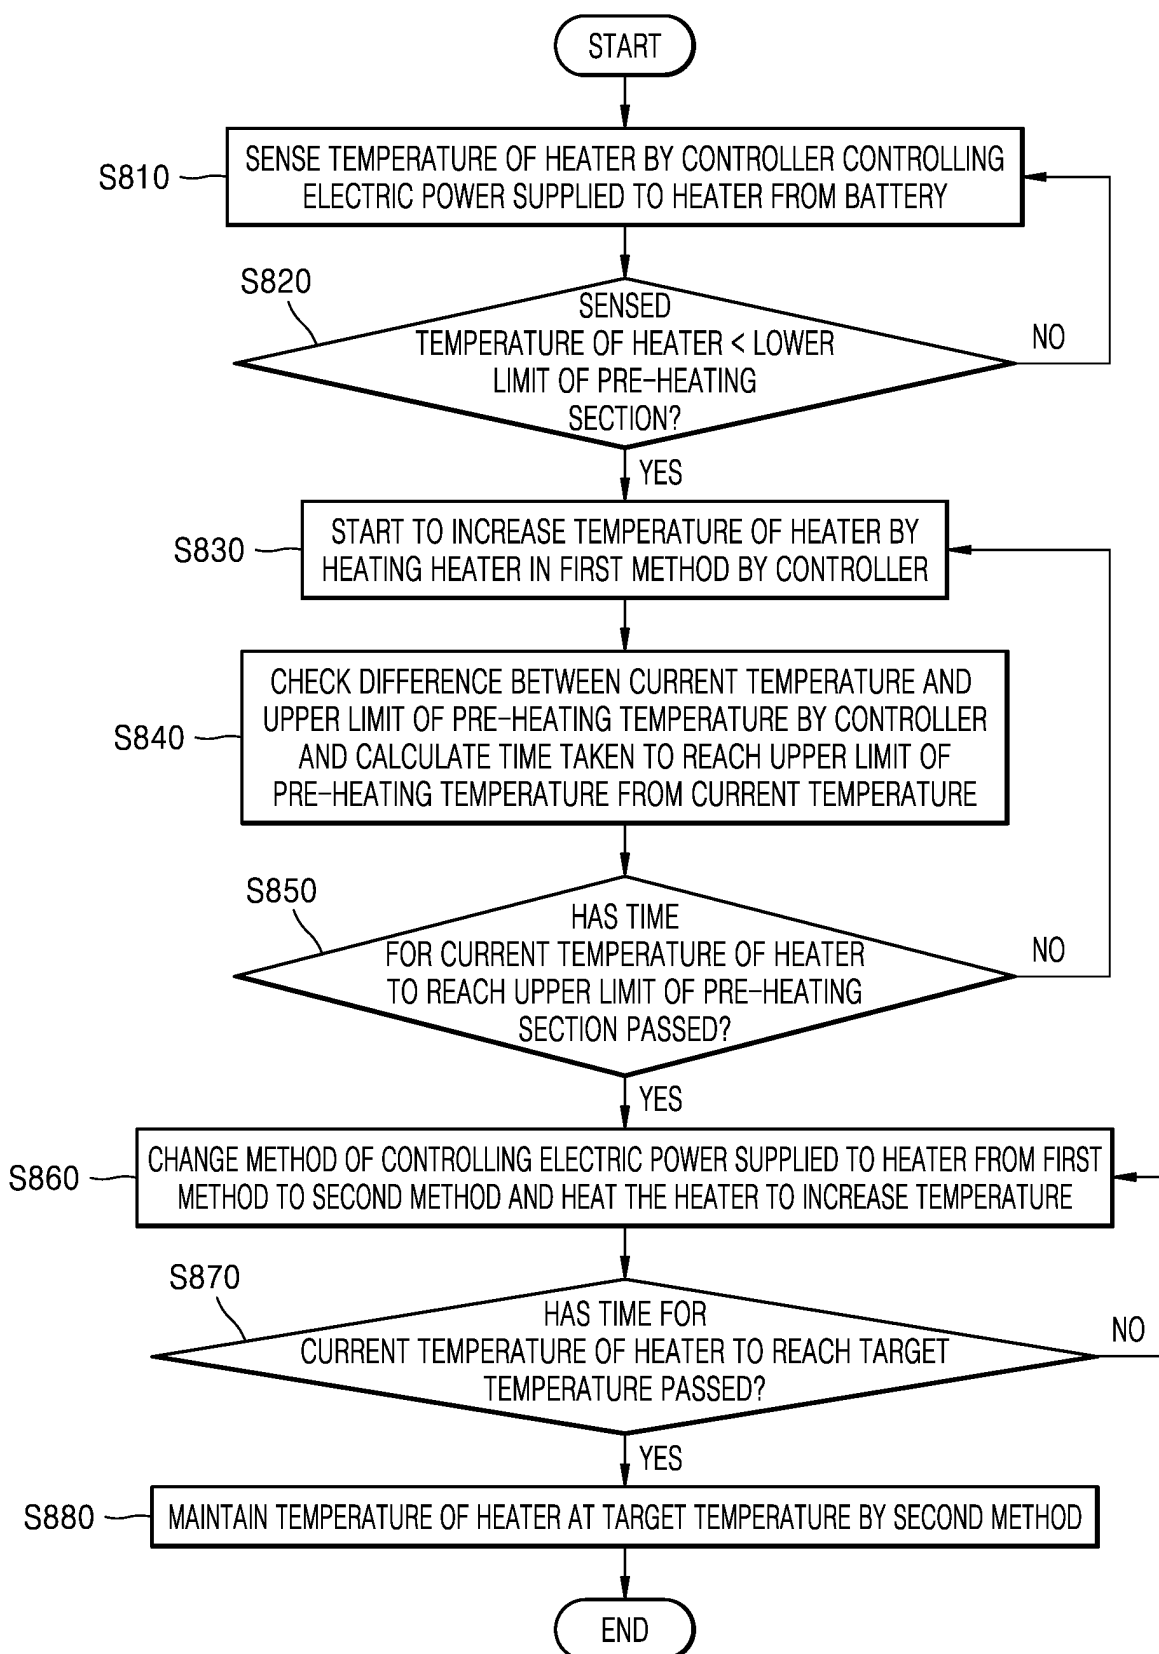 START
S810
SENSE TEMPERATURE OF HEATER BY CONTROLLER CONTROLLING
ELECTRIC POWER SUPPLIED TO HEATER FROM BATTERY
S820
SENSED
TEMPERATURE OF HEATER < LOWER
LIMIT OF PRE-HEATING
SECTION?
NO
YES
S830
START TO INCREASE TEMPERATURE OF HEATER BY
HEATING HEATER IN FIRST METHOD BY CONTROLLER
S840
CHECK DIFFERENCE BETWEEN CURRENT TEMPERATURE AND
UPPER LIMIT OF PRE-HEATING TEMPERATURE BY CONTROLLER
AND CALCULATE TIME TAKEN TO REACH UPPER LIMIT OF
PRE-HEATING TEMPERATURE FROM CURRENT TEMPERATURE
S850
HAS TIME
FOR CURRENT TEMPERATURE OF HEATER
TO REACH UPPER LIMIT OF PRE-HEATING
SECTION PASSED?
NO
YES
S860
CHANGE METHOD OF CONTROLLING ELECTRIC POWER SUPPLIED TO HEATER FROM FIRST
METHOD TO SECOND METHOD AND HEAT THE HEATER TO INCREASE TEMPERATURE
S870
HAS TIME FOR
CURRENT TEMPERATURE OF HEATER TO REACH TARGET
TEMPERATURE PASSED?
NO
YES
S880
MAINTAIN TEMPERATURE OF HEATER AT TARGET TEMPERATURE BY SECOND METHOD
END